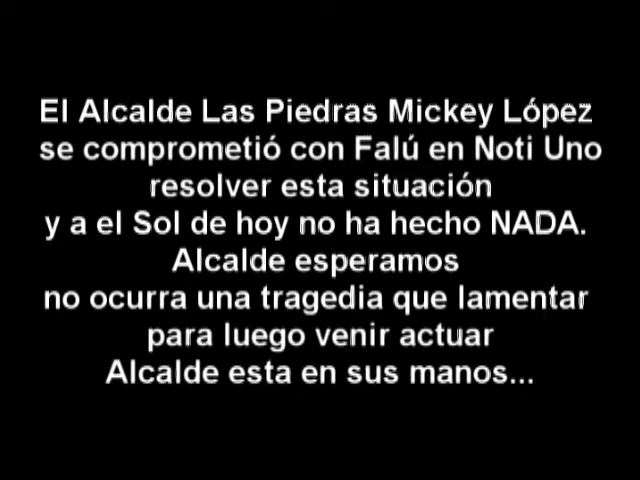 El Alcalde Las Piedras Mickey López
se comprometió con Falú en Noti Uno
resolver esta situación
y a el Sol de hoy no ha hecho NADA.
Alcalde esperamos
no ocurra una tragedia que lamentar
para luego venir actuar
Alcalde esta en sus manos...